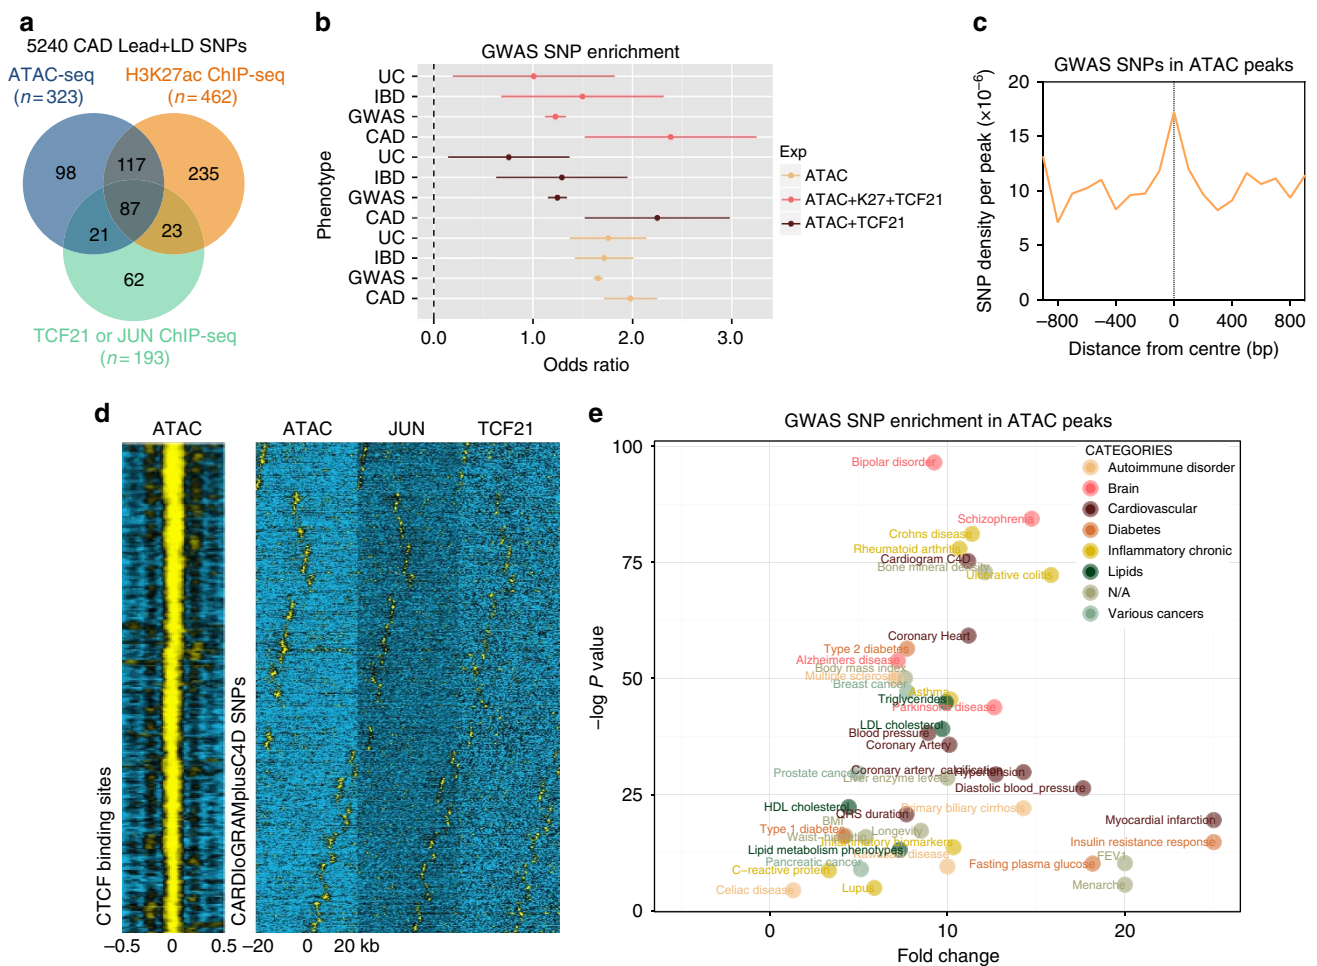 a
5240 CAD Lead+LD SNPs
ATAC-seq
(n=323)
H3K27ac ChIP-seq
(n=462)
98
117
235
87
21
23
62
TCF21 or JUN ChIP-seq
(n=193)
b
GWAS SNP enrichment
Phenotype
UC
IBD
GWAS
CAD
UC
IBD
GWAS
CAD
UC
IBD
GWAS
CAD
0.0 1.0 2.0 3.0
Odds ratio
Exp
ATAC
ATAC+K27+TCF21
ATAC+TCF21
c
GWAS SNPs in ATAC peaks
SNP density per peak (×10⁻⁶)
20
15
10
5
0
−800 −400 0 400 800
Distance from centre (bp)
d
ATAC
ATAC JUN TCF21
CTCF binding sites
CARDIoGRAMplusC4D SNPs
−0.5 0 0.5
−20 0 20 kb
e
GWAS SNP enrichment in ATAC peaks
−log P value
100
75
50
25
0
CATEGORIES
Autoimmune disorder
Brain
Cardiovascular
Diabetes
Inflammatory chronic
Lipids
N/A
Various cancers
Bipolar disorder
Schizophrenia
Crohns disease
Rheumatoid arthritis
Cardiogram C4D
Bone mineral density
Ulcerative colitis
Coronary Heart
Type 2 diabetes
Alzheimers disease
Body mass index
Multiple sclerosis
Breast cancer
Asthma
Triglycerides
Parkinsons disease
LDL cholesterol
Blood pressure
Coronary Artery
Prostate cancer
Coronary artery_calcification
Hypertension
Liver enzyme levels
Diastolic blood_pressure
HDL cholesterol
Primary biliary cirrhosis
QRS duration
BMI
Myocardial infarction
Type 1 diabetes
Longevity
Inflammatory biomarkers
Insulin resistance response
Lipid metabolism phenotypes
FEV1
Pancreatic cancer
Fasting plasma glucose
C−reactive protein
Menarche
Celiac disease
Lupus
0 10 20
Fold change